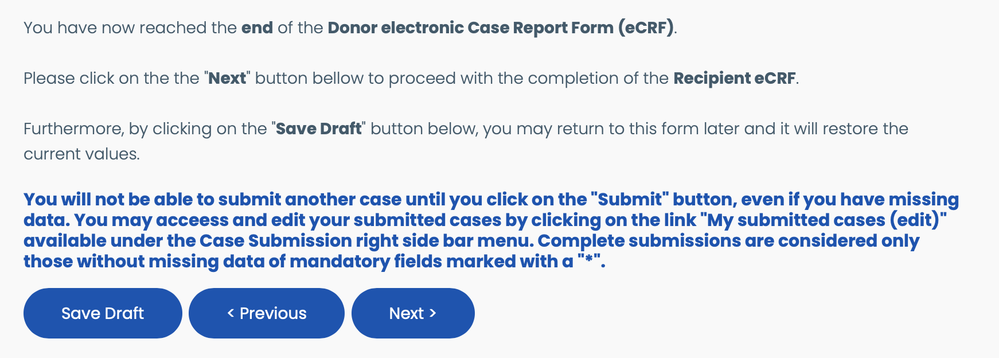 You have now reached the end of the Donor electronic Case Report Form (eCRF).
Please click on the the "Next" button bellow to proceed with the completion of the Recipient eCRF.
Furthermore, by clicking on the "Save Draft" button below, you may return to this form later and it will restore the
current values.
You will not be able to submit another case until you click on the "Submit" button, even if you have missing
data. You may acceess and edit your submitted cases by clicking on the link "My submitted cases (edit)"
available under the Case Submission right side bar menu. Complete submissions are considered only
those without missing data of mandatory fields marked with a "*".
Save Draft < Previous Next >